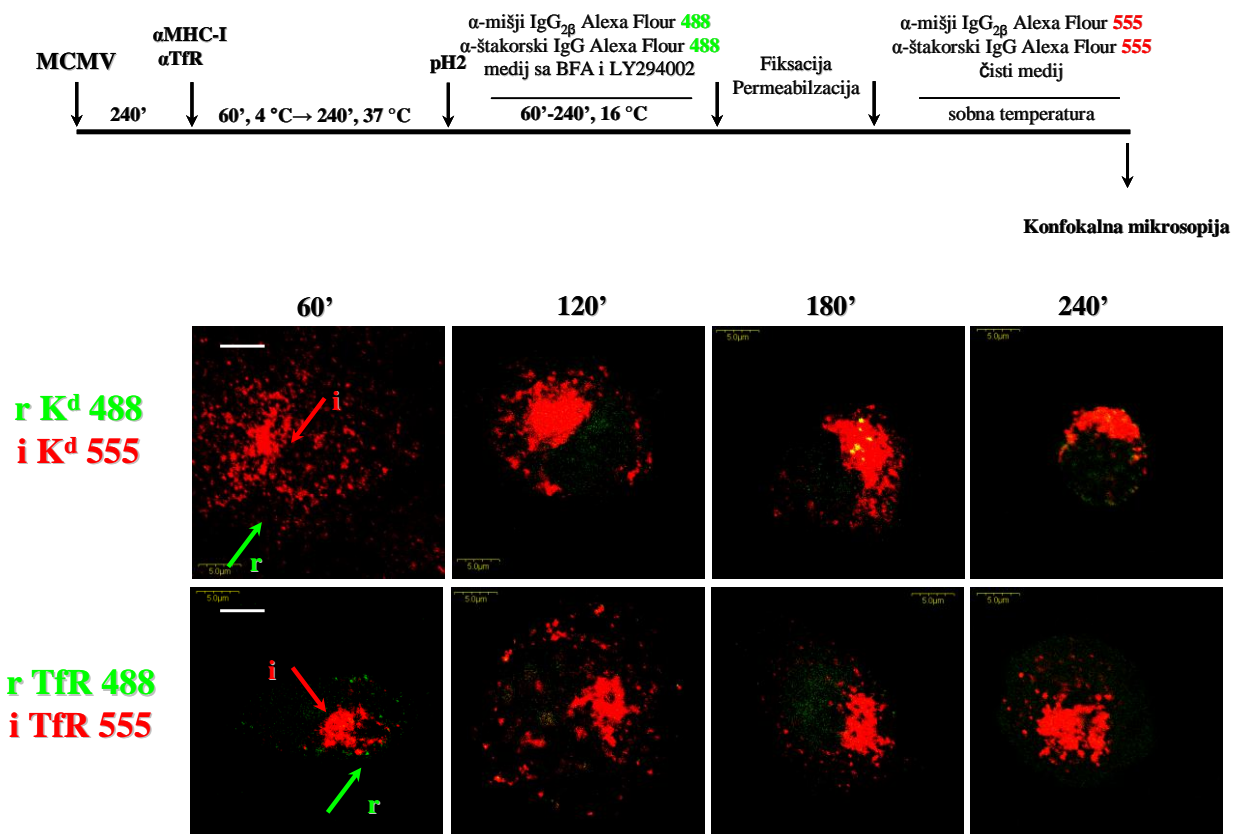 MCMV
αMHC-I
αTfR
pH2
α-mišji IgG2β Alexa Flour 488
α-štakorski IgG Alexa Flour 488
medij sa BFA i LY294002
Fiksacija
Permeabilzacija
α-mišji IgG2β Alexa Flour 555
α-štakorski IgG Alexa Flour 555
čisti medij
240’
60’, 4 °C→ 240’, 37 °C
60’-240’, 16 °C
sobna temperatura
Konfokalna mikrosopija
60’
120’
180’
240’
r Kd 488
i Kd 555
i
r
5.0µm
5.0µm
5.0µm
5.0µm
r TfR 488
i TfR 555
i
r
5.0µm
5.0µm
5.0µm
5.0µm